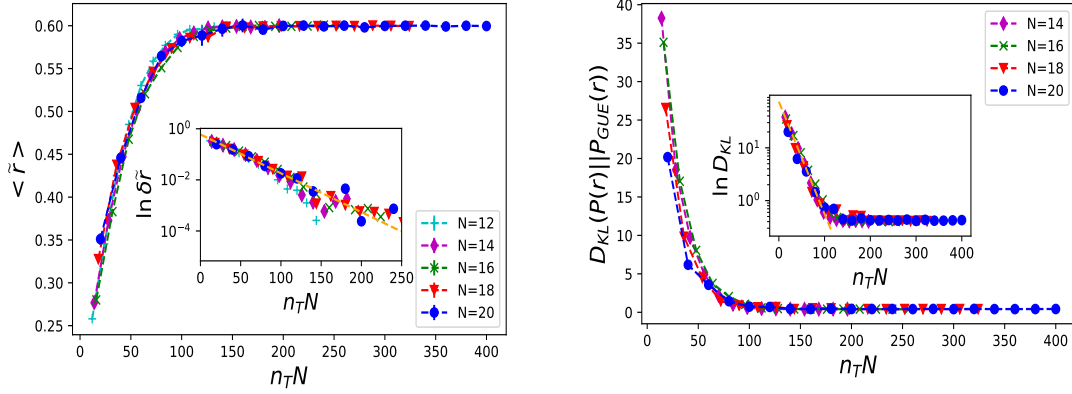 0.60
0.55
0.50
0.45
0.40
0.35
0.30
0.25
< r̃ >
0 50 100 150 200 250 300 350 400
n_T N
10^0
10^-2
10^-4
ln δr̃
0 50 100 150 200 250
n_T N
N=12
N=14
N=16
N=18
N=20
40
35
30
25
20
15
10
5
0
D_KL(P(r)||P_GUE(r))
0 50 100 150 200 250 300 350 400
n_T N
10^1
10^0
ln D_KL
0 100 200 300 400
n_T N
N=14
N=16
N=18
N=20